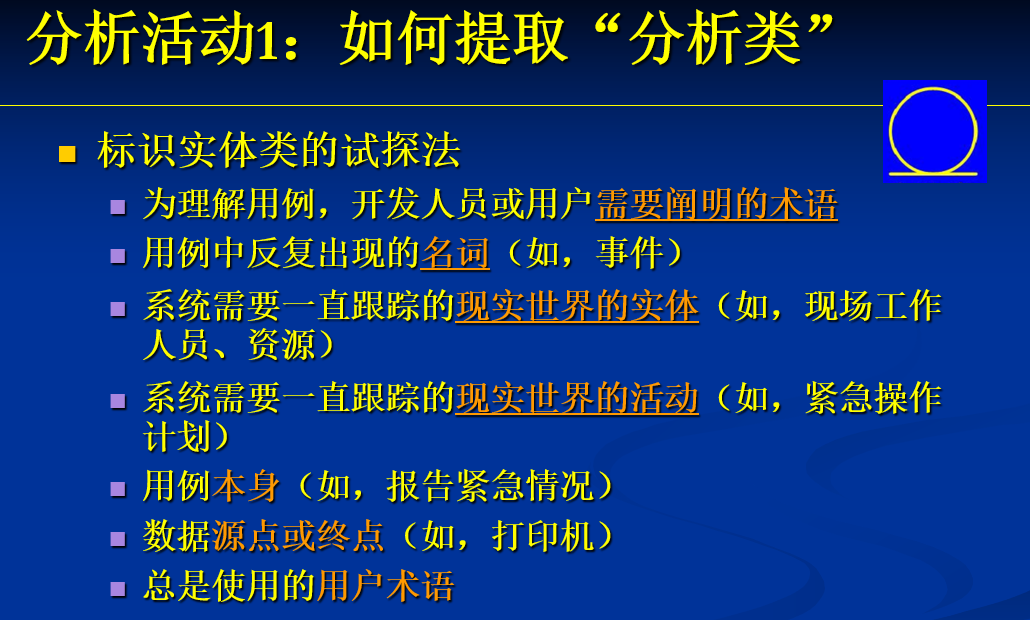 分析活动1：如何提取“分析类”
标识实体类的试探法
为理解用例，开发人员或用户需要阐明的术语
用例中反复出现的名词（如，事件）
系统需要一直跟踪的现实世界的实体（如，现场工作
人员、资源）
系统需要一直跟踪的现实世界的活动（如，紧急操作
计划）
用例本身（如，报告紧急情况）
数据源点或终点（如，打印机）
总是使用的用户术语